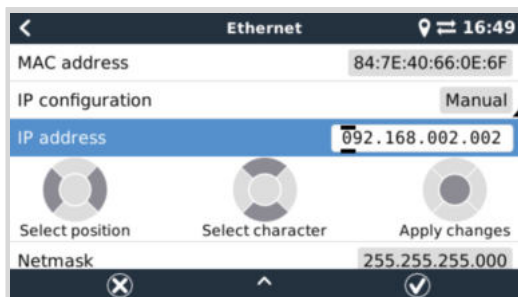 Ethernet 16:49
MAC address 84:7E:40:66:0E:6F
IP configuration Manual
IP address 092.168.002.002
Select position Select character Apply changes
Netmask 255.255.255.000